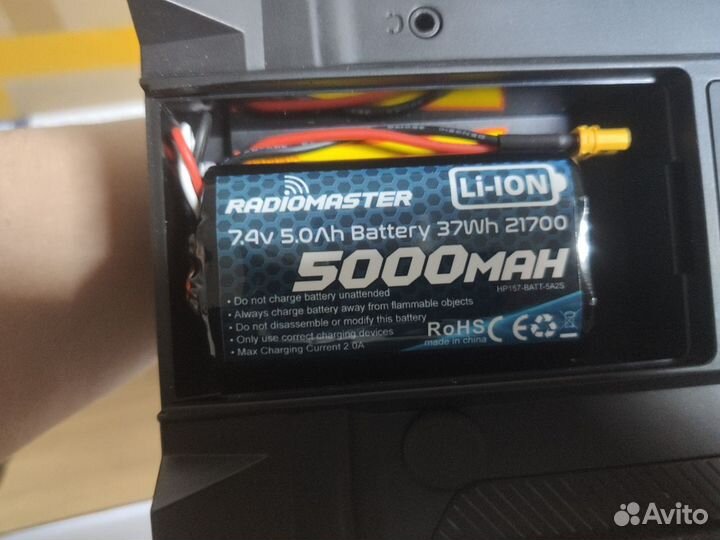 RADIOMASTER
Li-ION
7.4v 5.0Ah Battery 37Wh 21700
5000MAH
HP157-BATT-5A2S
• Do not charge battery unattended
• Always charge battery away from flammable objects
• Do not disassemble or modify this battery
• Only use correct charging devices
• Max Charging Current 2.0A
RoHS CE
made in china
Avito